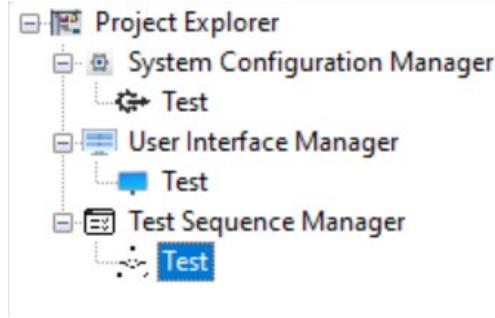 Project Explorer
System Configuration Manager
Test
User Interface Manager
Test
Test Sequence Manager
Test